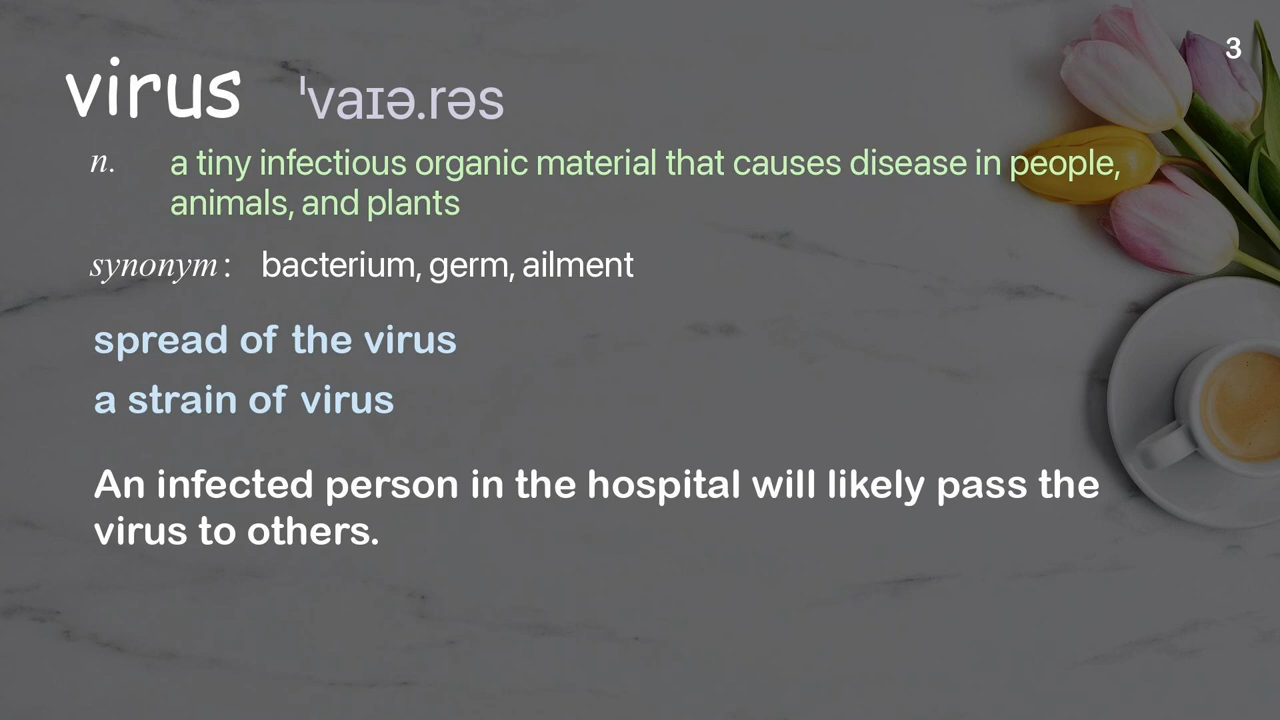 3
virus ˈvaɪə.rəs
n. a tiny infectious organic material that causes disease in people,
animals, and plants
synonym: bacterium, germ, ailment
spread of the virus
a strain of virus
An infected person in the hospital will likely pass the
virus to others.